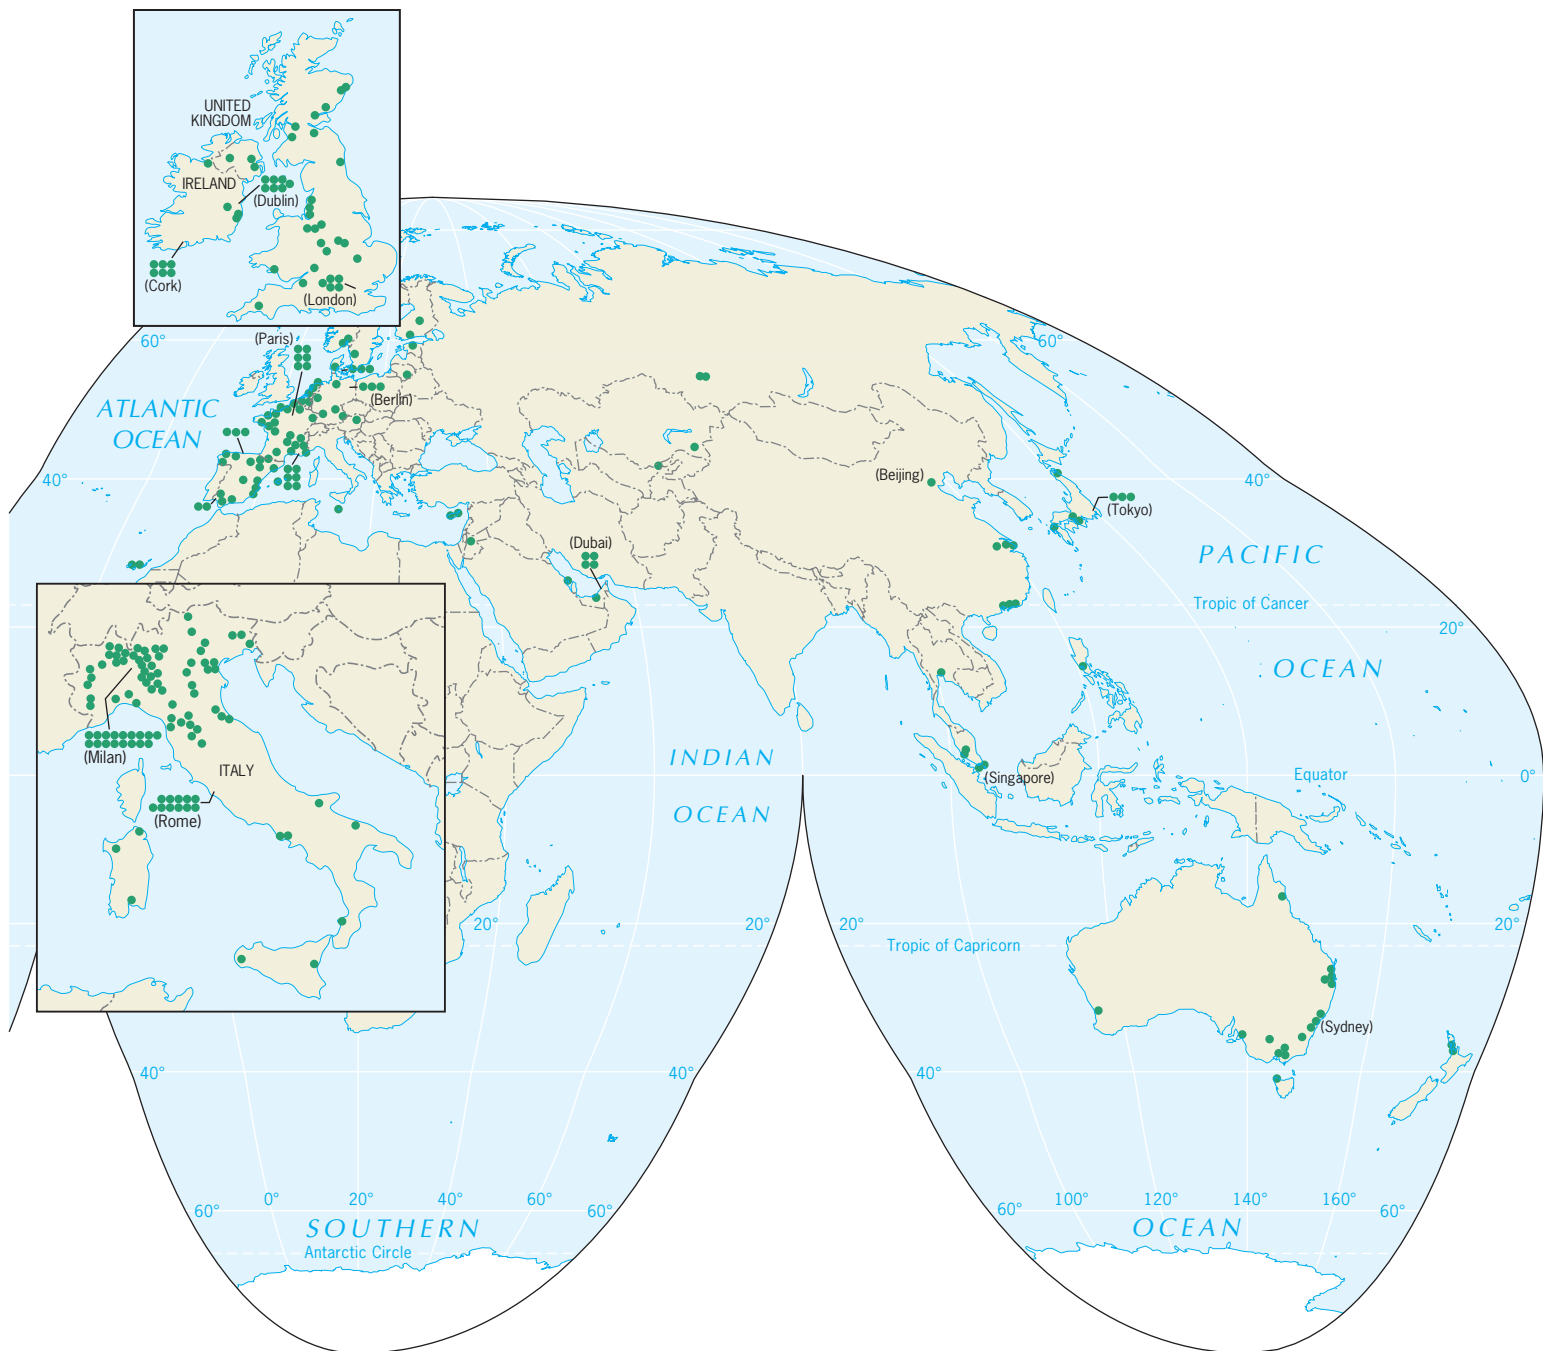 UNITED
KINGDOM
IRELAND
(Dublin)
(Cork)
(London)
(Paris)
60°
60°
(Berlin)
ATLANTIC
OCEAN
40°
(Beijing)
40°
(Tokyo)
(Dubai)
PACIFIC
Tropic of Cancer
20°
OCEAN
INDIAN
OCEAN
(Singapore)
Equator
0°
(Milan)
ITALY
(Rome)
20°
20°
20°
20°
Tropic of Capricorn
(Sydney)
40°
40°
40°
0°
20°
40°
60°
60°
60°
100°
120°
140°
160°
60°
60°
SOUTHERN
OCEAN
Antarctic Circle